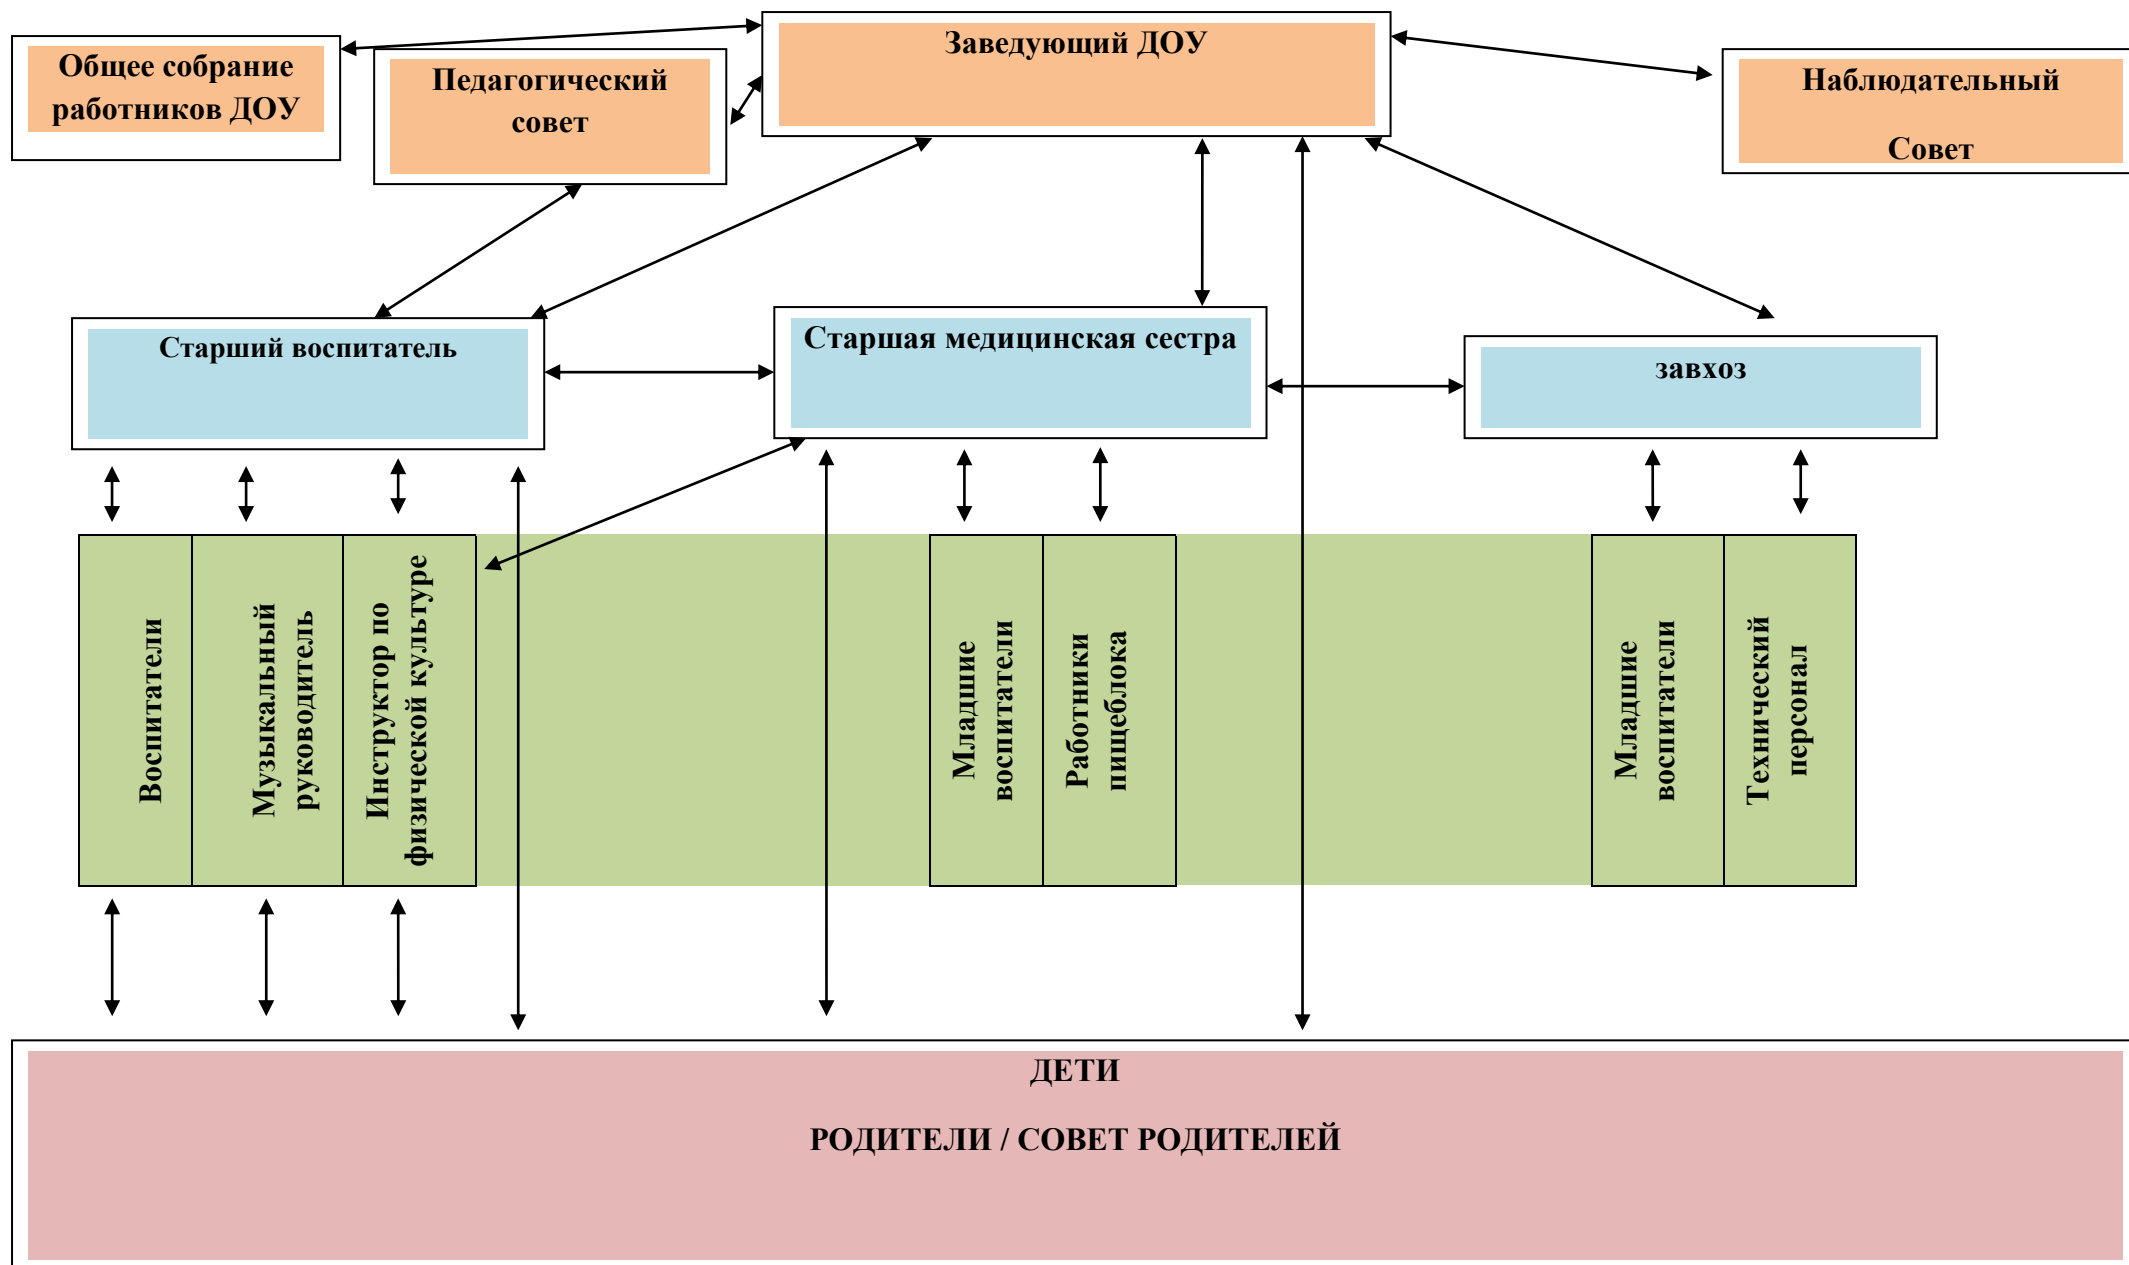 Общее собрание
работников ДОУ
Педагогический
совет
Заведующий ДОУ
Наблюдательный
Совет
Старший воспитатель
Старшая медицинская сестра
завхоз
Воспитатели
Музыкальный
руководитель
Инструктор по
физической культуре
Младшие
воспитатели
Работники
пищеблока
Младшие
воспитатели
Технический
персонал
ДЕТИ
РОДИТЕЛИ / СОВЕТ РОДИТЕЛЕЙ